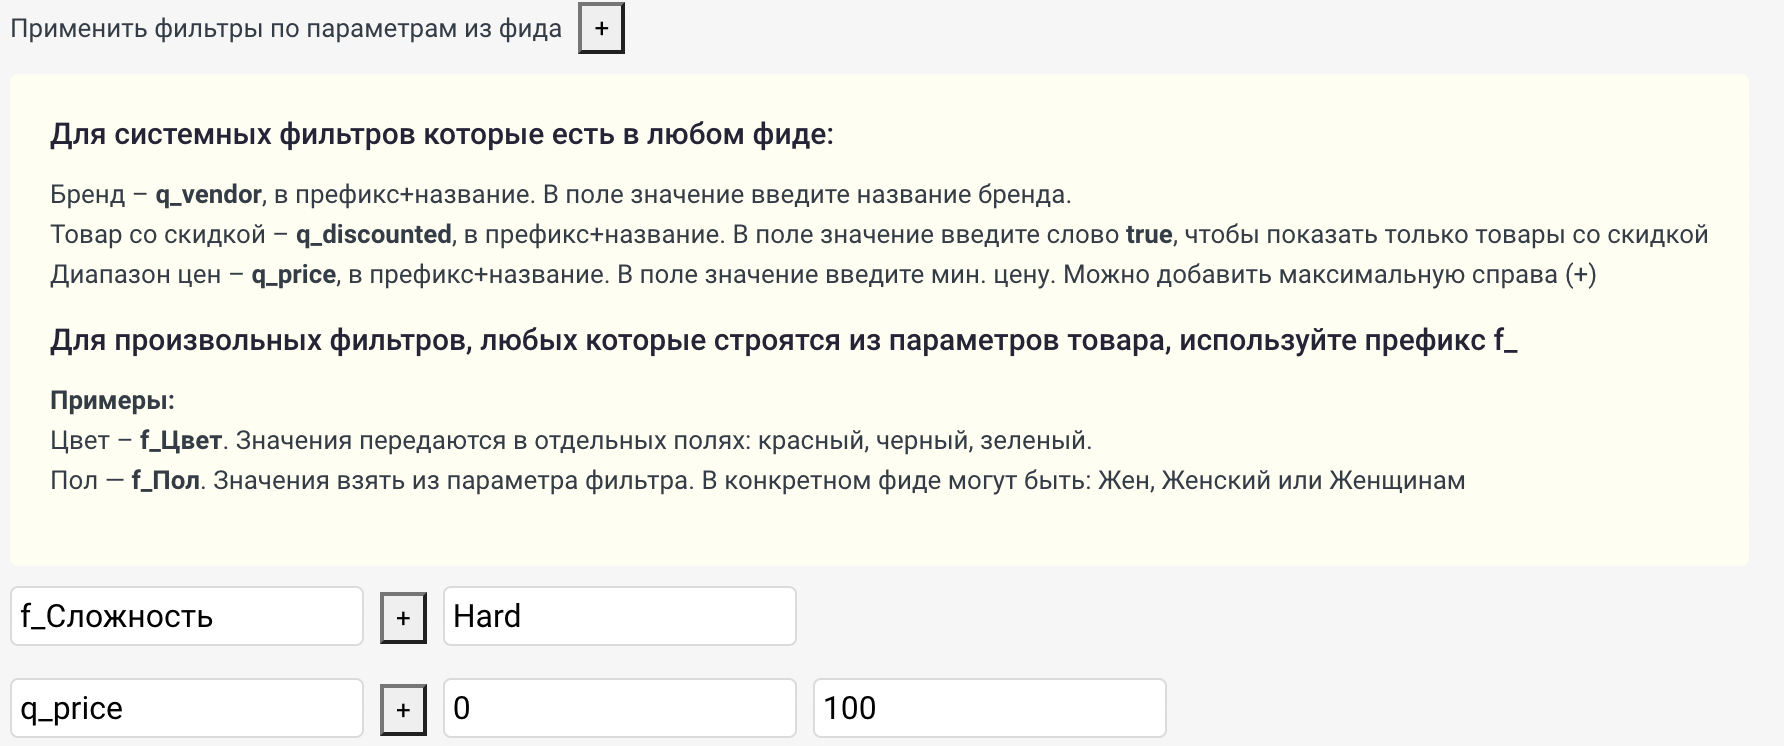 Применить фильтры по параметрам из фида +
Для системных фильтров которые есть в любом фиде:
Бренд – q_vendor, в префикс+название. В поле значение введите название бренда.
Товар со скидкой – q_discounted, в префикс+название. В поле значение введите слово true, чтобы показать только товары со скидкой
Диапазон цен – q_price, в префикс+название. В поле значение введите мин. цену. Можно добавить максимальную справа (+)
Для произвольных фильтров, любых которые строятся из параметров товара, используйте префикс f_
Примеры:
Цвет – f_Цвет. Значения передаются в отдельных полях: красный, черный, зеленый.
Пол — f_Пол. Значения взять из параметра фильтра. В конкретном фиде могут быть: Жен, Женский или Женщинам
f_Сложность + Hard
q_price + 0 100